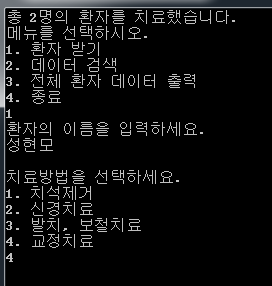 총 2명의 환자를 치료했습니다.
메뉴를 선택하시오.
1. 환자 받기
2. 데이터 검색
3. 전체 환자 데이터 출력
4. 종료
1
환자의 이름을 입력하세요.
성현모
치료방법을 선택하세요.
1. 치석제거
2. 신경치료
3. 발치, 보철치료
4. 교정치료
4